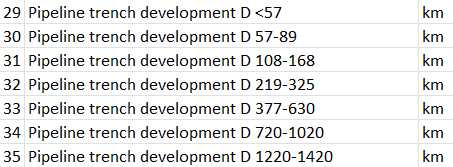 29 Pipeline trench development D <57 km
30 Pipeline trench development D 57-89 km
31 Pipeline trench development D 108-168 km
32 Pipeline trench development D 219-325 km
33 Pipeline trench development D 377-630 km
34 Pipeline trench development D 720-1020 km
35 Pipeline trench development D 1220-1420 km